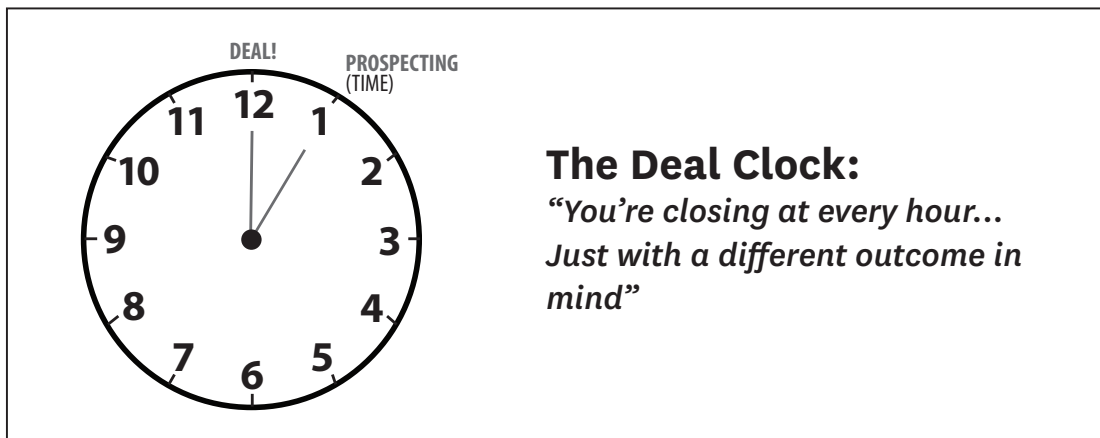 DEAL!
PROSPECTING
(TIME)
12
1
2
3
4
5
6
7
8
9
10
11
The Deal Clock:
“You’re closing at every hour...
Just with a different outcome in
mind”